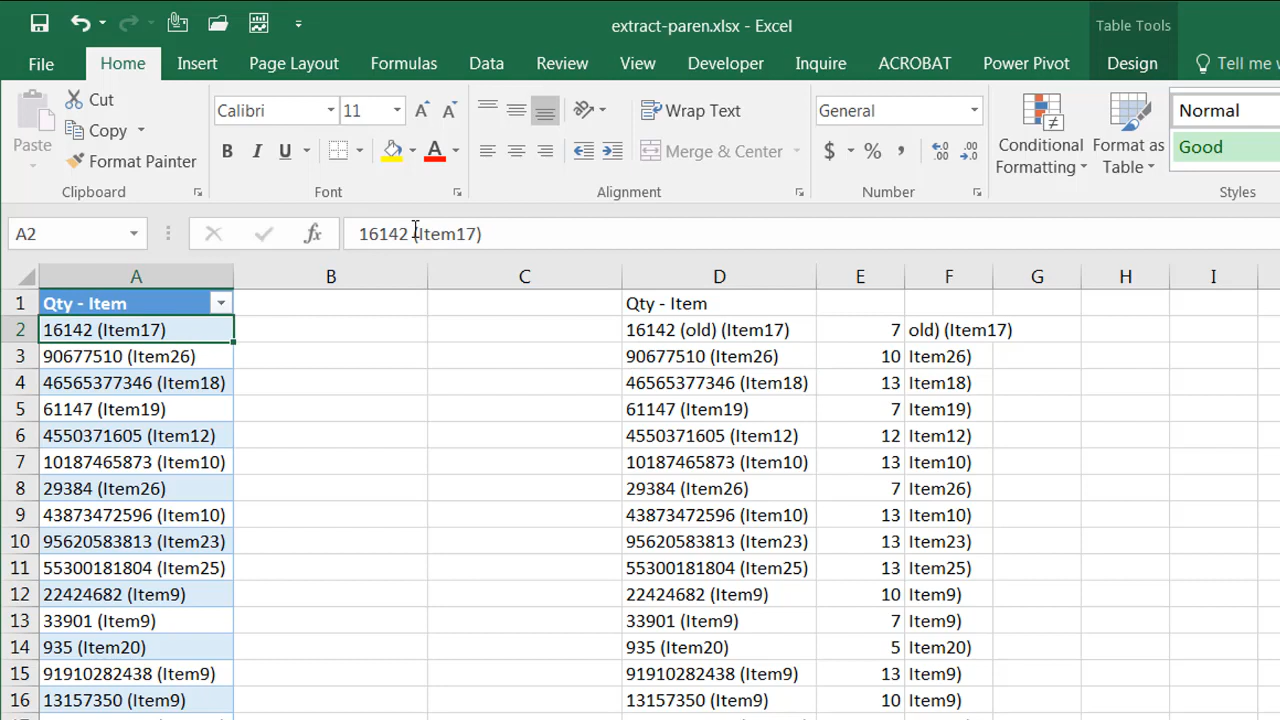 extract-paren.xlsx - Excel
Table Tools
File Home Insert Page Layout Formulas Data Review View Developer Inquire ACROBAT Power Pivot Design Tell me
Paste
Cut
Copy
Format Painter
Clipboard
Calibri 11
B I U A
Font
Wrap Text
Merge & Center
Alignment
General
$ % ,
Number
Conditional Formatting
Format as Table
Normal
Good
Styles
A2 fx 16142 (Item17)
A B C D E F G H I
1 Qty - Item Qty - Item
2 16142 (Item17) 16142 (old) (Item17) 7 old) (Item17)
3 90677510 (Item26) 90677510 (Item26) 10 Item26)
4 46565377346 (Item18) 46565377346 (Item18) 13 Item18)
5 61147 (Item19) 61147 (Item19) 7 Item19)
6 4550371605 (Item12) 4550371605 (Item12) 12 Item12)
7 10187465873 (Item10) 10187465873 (Item10) 13 Item10)
8 29384 (Item26) 29384 (Item26) 7 Item26)
9 43873472596 (Item10) 43873472596 (Item10) 13 Item10)
10 95620583813 (Item23) 95620583813 (Item23) 13 Item23)
11 55300181804 (Item25) 55300181804 (Item25) 13 Item25)
12 22424682 (Item9) 22424682 (Item9) 10 Item9)
13 33901 (Item9) 33901 (Item9) 7 Item9)
14 935 (Item20) 935 (Item20) 5 Item20)
15 91910282438 (Item9) 91910282438 (Item9) 13 Item9)
16 13157350 (Item9) 13157350 (Item9) 10 Item9)